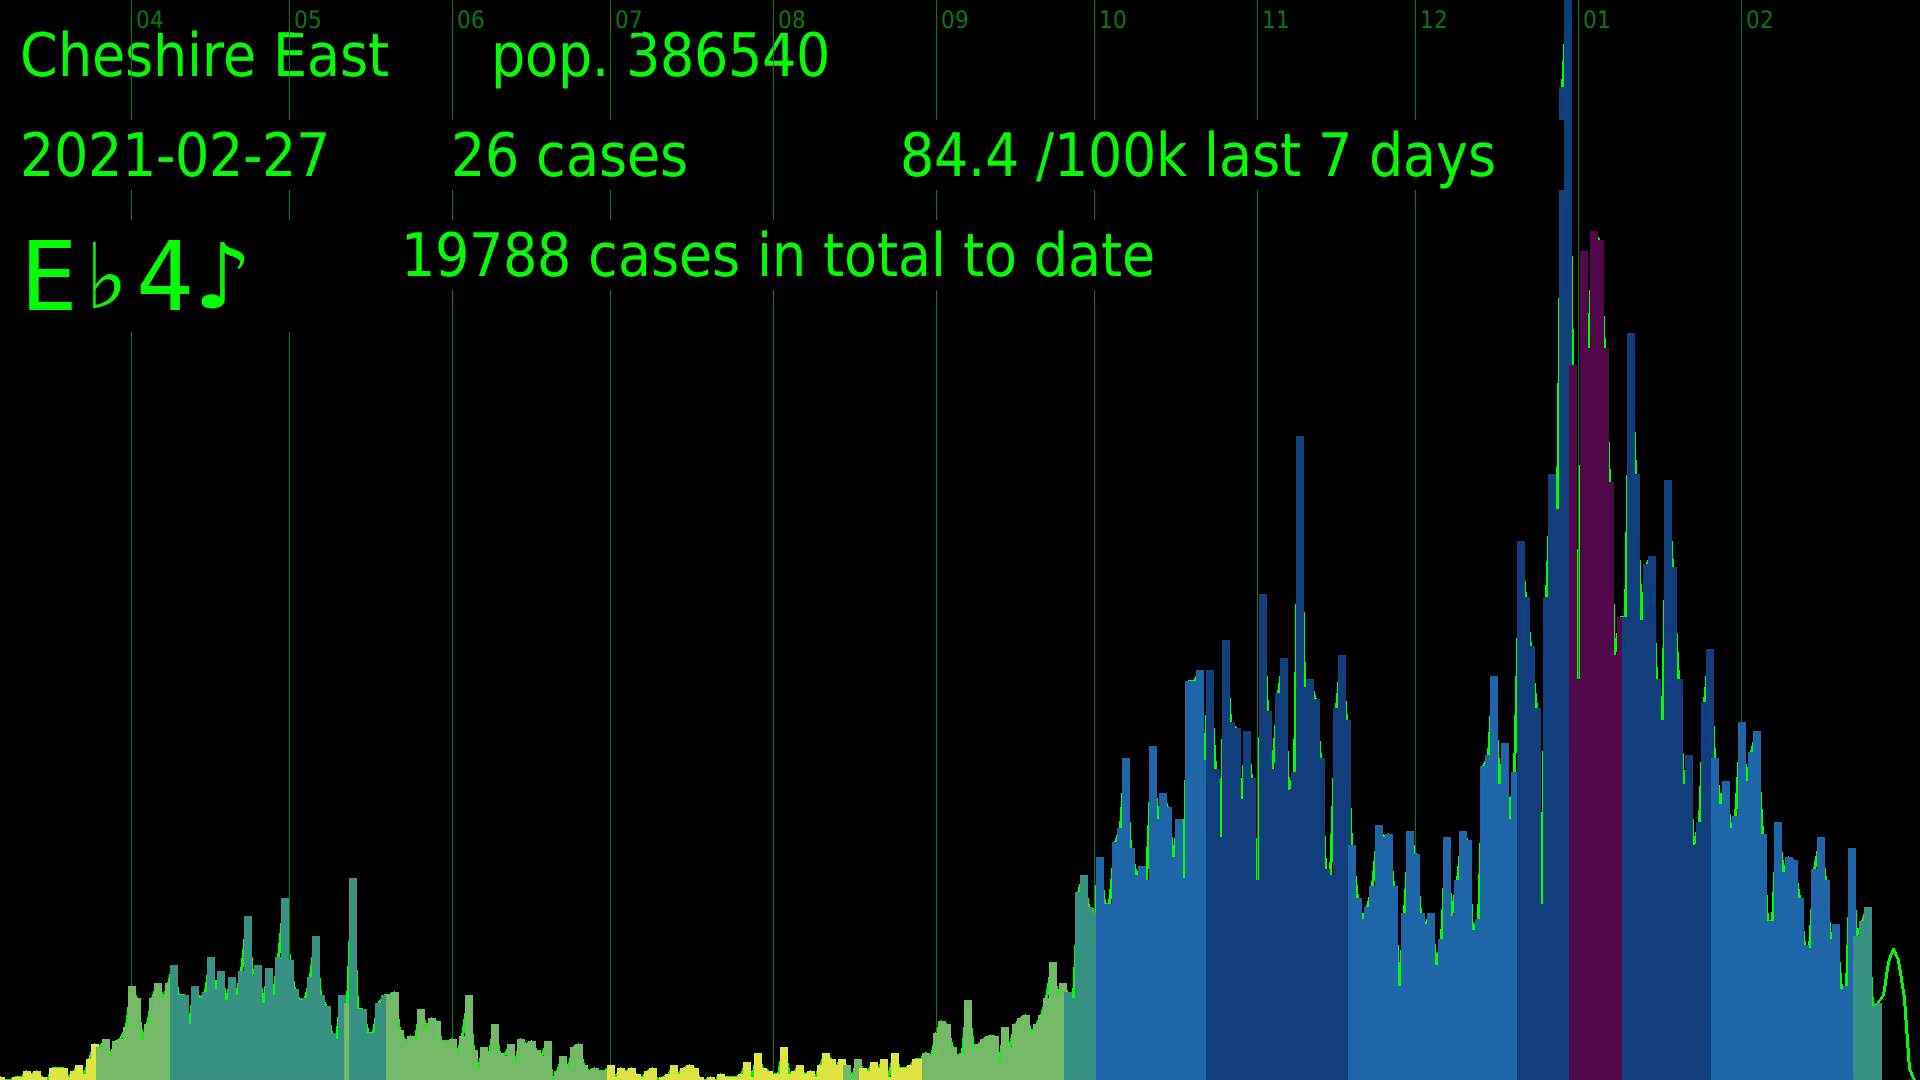 04 05 06 07 08 09 10 11 12 01 02
Cheshire East pop. 386540
2021-02-27 26 cases 84.4 /100k last 7 days
E♭4♪ 19788 cases in total to date